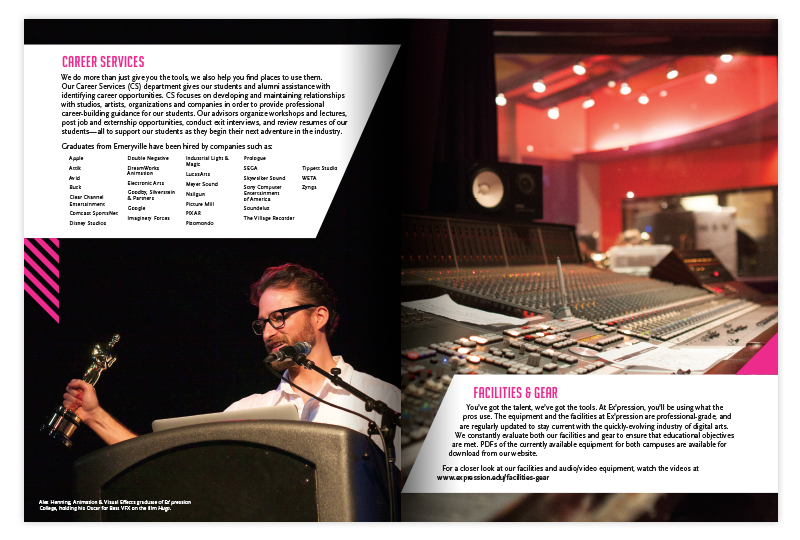 CAREER SERVICES
We do more than just give you the tools, we also help you find places to use them.
Our Career Services (CS) department gives our students and alumni assistance with
identifying career opportunities. CS focuses on developing and maintaining relationships
with studios, artists, organizations and companies in order to provide professional
career-building guidance for our students. Our advisors organize workshops and lectures,
post job and externship opportunities, conduct exit interviews, and review resumes of our
students—all to support our students as they begin their next adventure in the industry.
Graduates from Emeryville have been hired by companies such as:
Apple
Attik
Avid
Buck
Clear Channel
Entertainment
Comcast SportsNet
Disney Studios
Double Negative
DreamWorks
Animation
Electronic Arts
Goodby, Silverstein
& Partners
Google
Imaginary Forces
Industrial Light &
Magic
LucasArts
Meyer Sound
Nailgun
Picture Mill
PIXAR
Pixomondo
Prologue
SEGA
Skywalker Sound
Sony Computer
Entertainment
of America
Soundelux
The Village Recorder
Tippett Studio
WETA
Zynga
Alex Henning, Animation & Visual Effects graduate of Ex'pression
College, holding his Oscar for Best VFX on the film Hugo.
FACILITIES & GEAR
You've got the talent, we've got the tools. At Ex'pression, you'll be using what the
pros use. The equipment and the facilities at Ex'pression are professional-grade, and
are regularly updated to stay current with the quickly-evolving industry of digital arts.
We constantly evaluate both our facilities and gear to ensure that educational objectives
are met. PDFs of the currently available equipment for both campuses are available for
download from our website.
For a closer look at our facilities and audio/video equipment, watch the videos at
www.expression.edu/facilities-gear